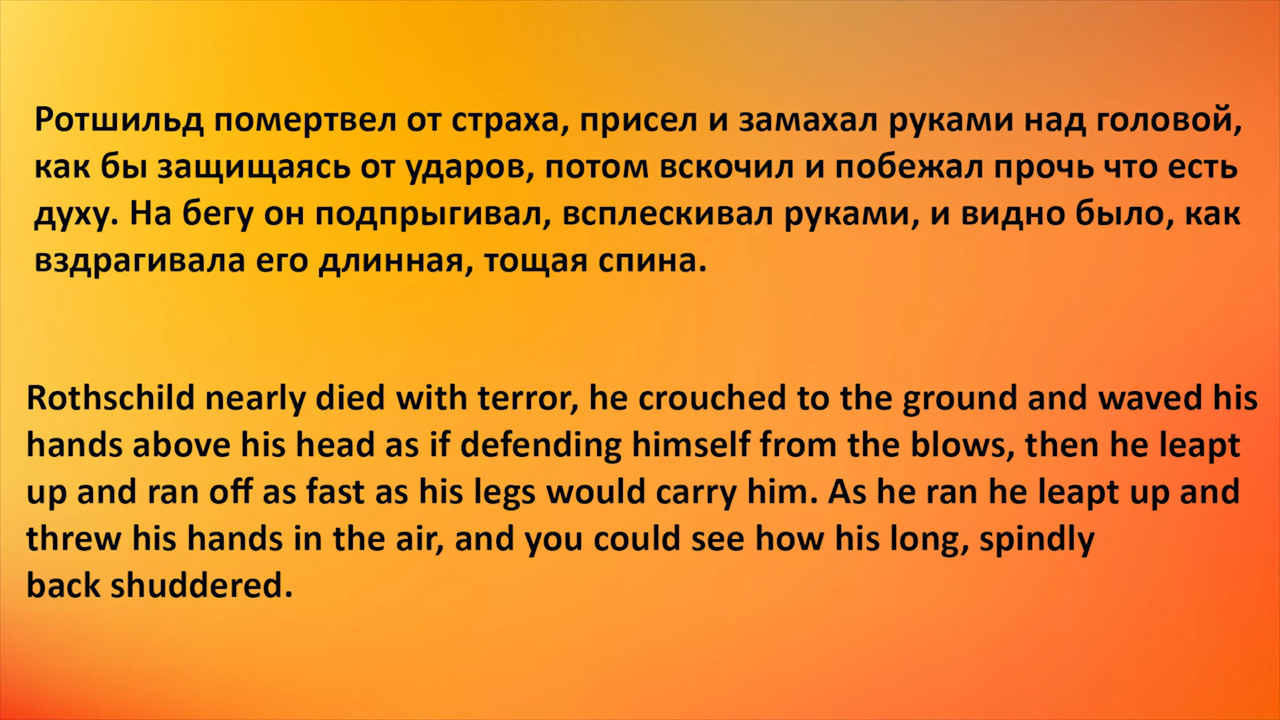 Ротшильд помертвел от страха, присел и замахал руками над головой,
как бы защищаясь от ударов, потом вскочил и побежал прочь что есть
духу. На бегу он подпрыгивал, всплескивал руками, и видно было, как
вздрагивала его длинная, тощая спина.
Rothschild nearly died with terror, he crouched to the ground and waved his
hands above his head as if defending himself from the blows, then he leapt
up and ran off as fast as his legs would carry him. As he ran he leapt up and
threw his hands in the air, and you could see how his long, spindly
back shuddered.